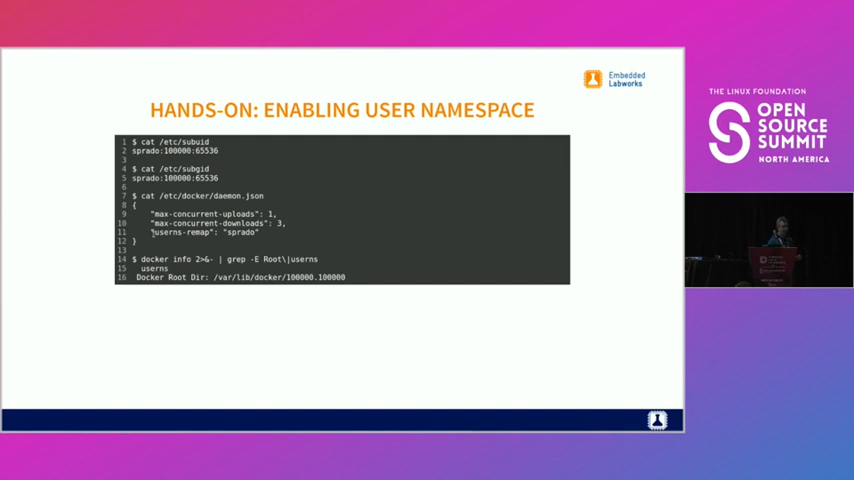 Embedded
Labworks
HANDS-ON: ENABLING USER NAMESPACE
1 $ cat /etc/subuid
2 sprado:100000:65536
3
4 $ cat /etc/subgid
5 sprado:100000:65536
6
7 $ cat /etc/docker/daemon.json
8 {
9 "max-concurrent-uploads": 1,
10 "max-concurrent-downloads": 3,
11 "userns-remap": "sprado"
12 }
13
14 $ docker info 2>&- | grep -E Root\|userns
15 userns
16 Docker Root Dir: /var/lib/docker/100000.100000
THE LINUX FOUNDATION
OPEN
SOURCE
SUMMIT
NORTH AMERICA